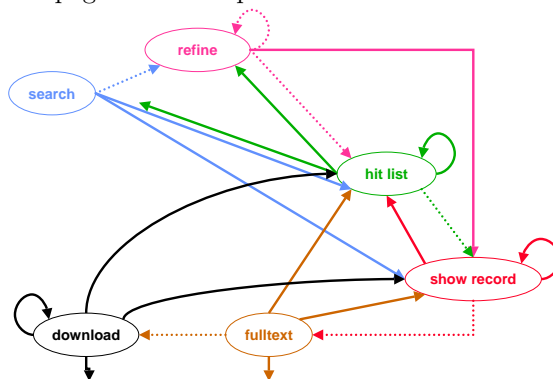 refine
search
hit list
show record
download
fulltext